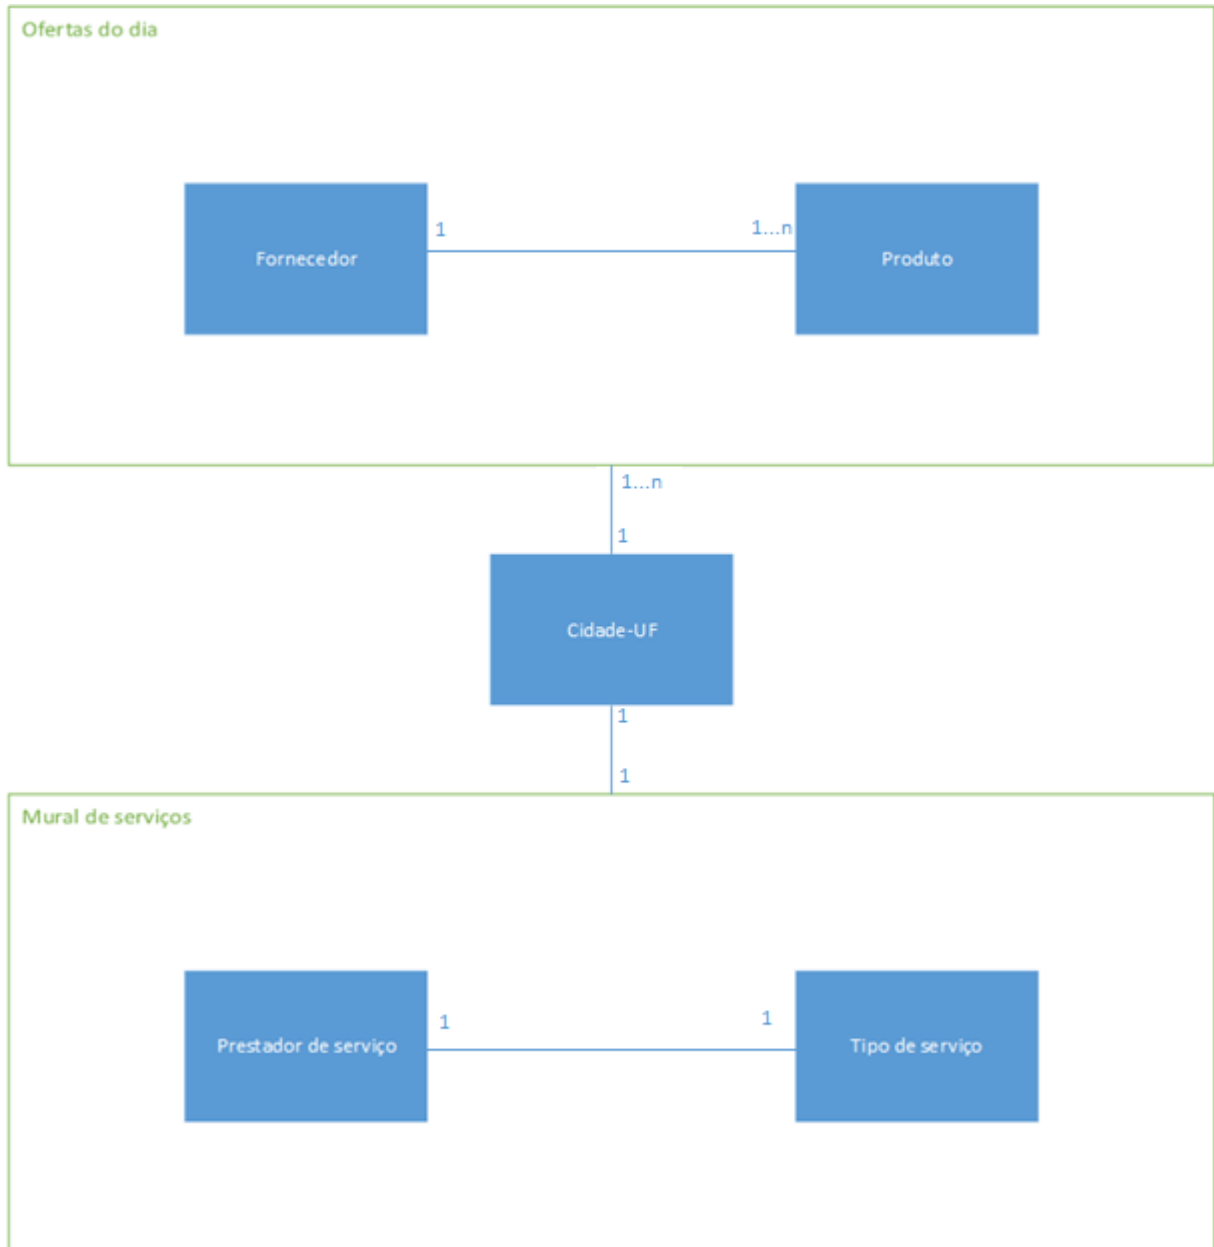 Ofertas do dia
1
1...n
Fornecedor
Produto
1...n
1
Cidade-UF
1
1
Mural de serviços
1
1
Prestador de serviço
Tipo de serviço